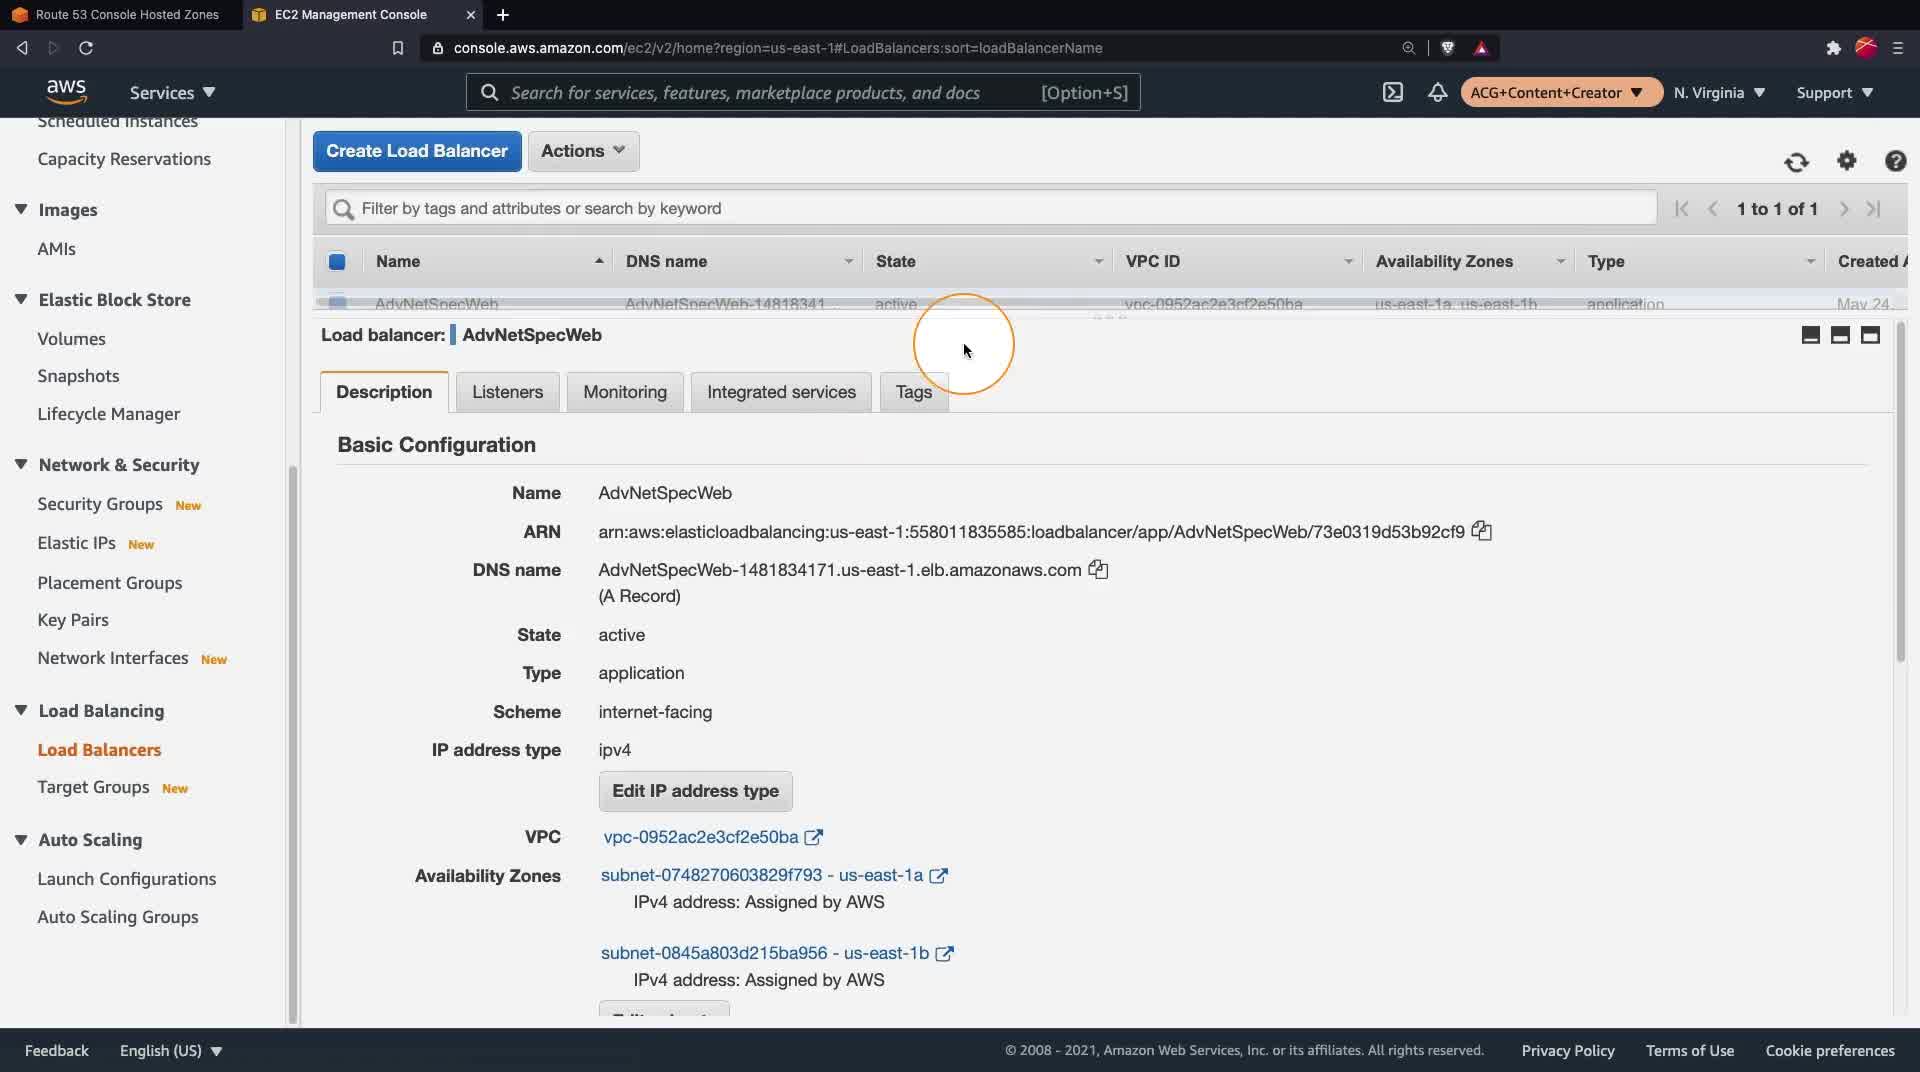 Route 53 Console Hosted Zones
EC2 Management Console
console.aws.amazon.com/ec2/v2/home?region=us-east-1#LoadBalancers:sort=loadBalancerName
aws
Services
Search for services, features, marketplace products, and docs
[Option+S]
ACG+Content+Creator
N. Virginia
Support
Scheduled Instances
Capacity Reservations
Images
AMIs
Elastic Block Store
Volumes
Snapshots
Lifecycle Manager
Network & Security
Security Groups New
Elastic IPs New
Placement Groups
Key Pairs
Network Interfaces New
Load Balancing
Load Balancers
Target Groups New
Auto Scaling
Launch Configurations
Auto Scaling Groups
Create Load Balancer
Actions
Filter by tags and attributes or search by keyword
1 to 1 of 1
Name DNS name State VPC ID Availability Zones Type Created A
AdvNetSpecWeb AdvNetSpecWeb-14818341... active vpc-0952ac2e3cf2e50ba us-east-1a, us-east-1b application May 24,
Load balancer: AdvNetSpecWeb
Description
Listeners
Monitoring
Integrated services
Tags
Basic Configuration
Name AdvNetSpecWeb
ARN arn:aws:elasticloadbalancing:us-east-1:558011835585:loadbalancer/app/AdvNetSpecWeb/73e0319d53b92cf9
DNS name AdvNetSpecWeb-1481834171.us-east-1.elb.amazonaws.com
(A Record)
State active
Type application
Scheme internet-facing
IP address type ipv4
Edit IP address type
VPC vpc-0952ac2e3cf2e50ba
Availability Zones subnet-0748270603829f793 - us-east-1a
IPv4 address: Assigned by AWS
subnet-0845a803d215ba956 - us-east-1b
IPv4 address: Assigned by AWS
Feedback
English (US)
© 2008 - 2021, Amazon Web Services, Inc. or its affiliates. All rights reserved.
Privacy Policy
Terms of Use
Cookie preferences